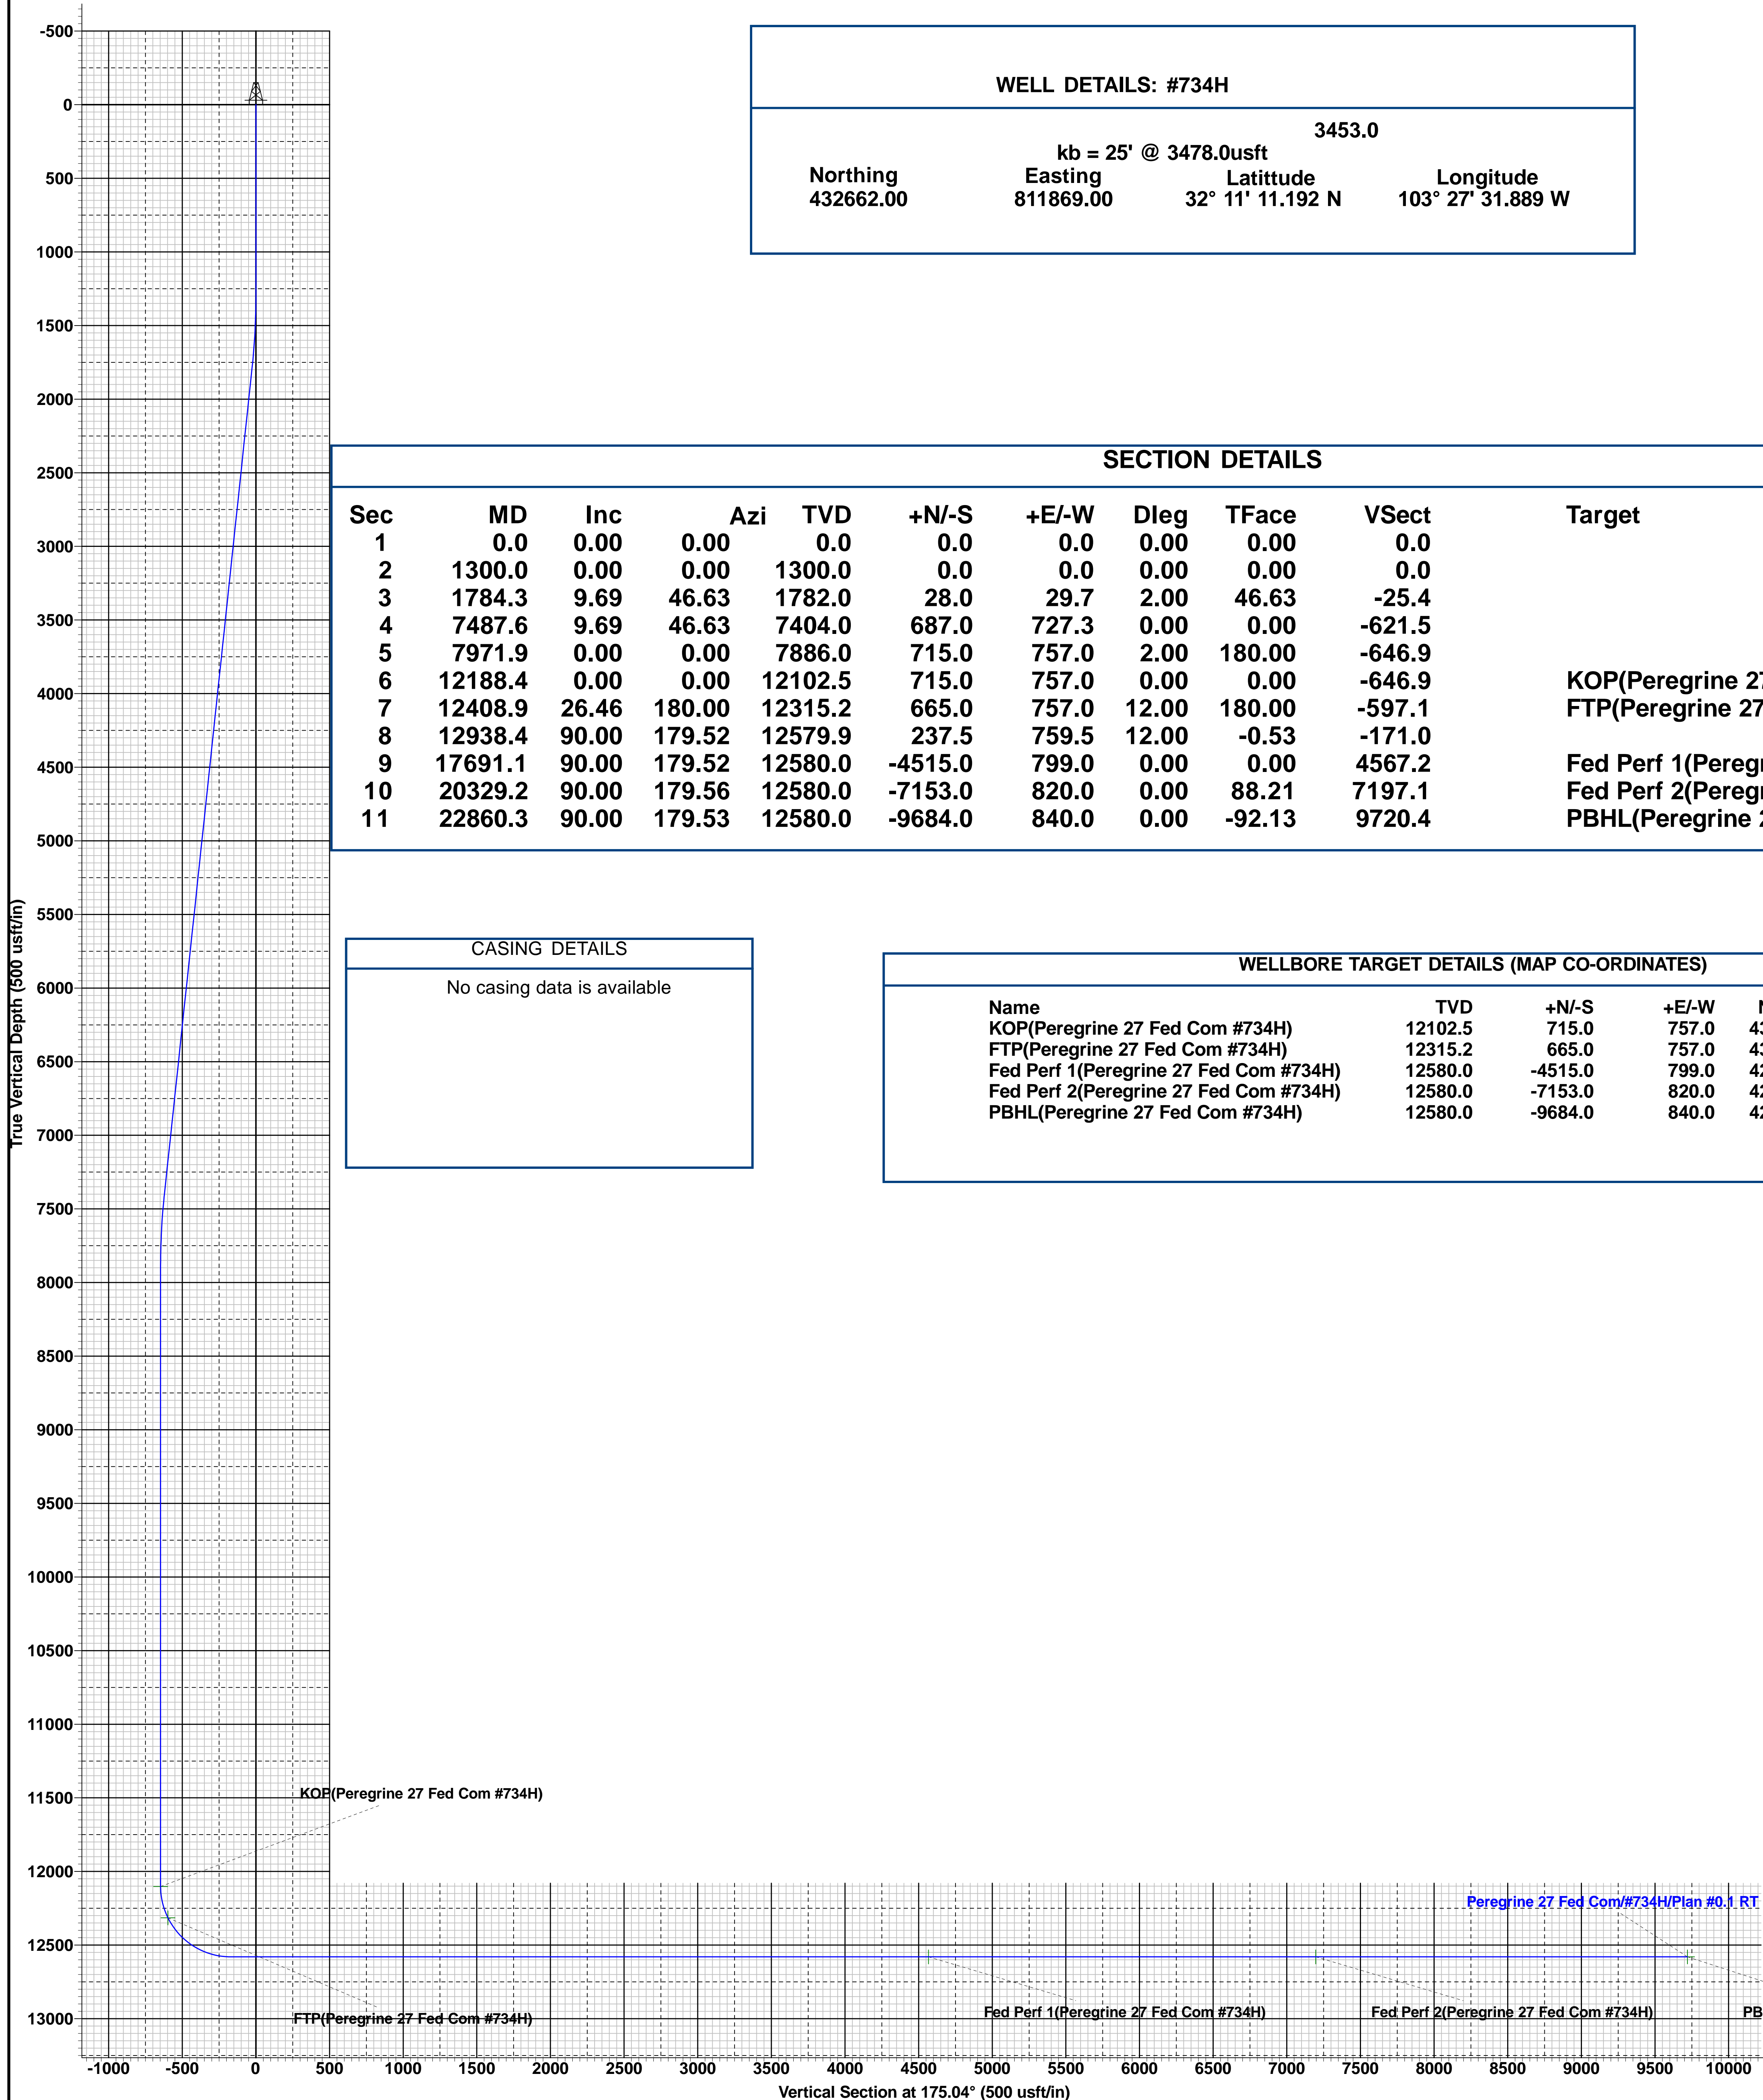 WELL DETAILS: #734H
3453.0
kb = 25' @ 3478.0usft
Northing Easting Latittude Longitude
432662.00 811869.00 32° 11' 11.192 N 103° 27' 31.889 W
SECTION DETAILS
Sec MD Inc Azi TVD +N/-S +E/-W Dleg TFace VSect Target
1 0.0 0.00 0.00 0.0 0.0 0.0 0.00 0.00 0.0
2 1300.0 0.00 0.00 1300.0 0.0 0.0 0.00 0.00 0.0
3 1784.3 9.69 46.63 1782.0 28.0 29.7 2.00 46.63 -25.4
4 7487.6 9.69 46.63 7404.0 687.0 727.3 0.00 0.00 -621.5
5 7971.9 0.00 0.00 7886.0 715.0 757.0 2.00 180.00 -646.9
6 12188.4 0.00 0.00 12102.5 715.0 757.0 0.00 0.00 -646.9 KOP(Peregrine 27
7 12408.9 26.46 180.00 12315.2 665.0 757.0 12.00 180.00 -597.1 FTP(Peregrine 27
8 12938.4 90.00 179.52 12579.9 237.5 759.5 12.00 -0.53 -171.0
9 17691.1 90.00 179.52 12580.0 -4515.0 799.0 0.00 0.00 4567.2 Fed Perf 1(Peregr
10 20329.2 90.00 179.56 12580.0 -7153.0 820.0 0.00 88.21 7197.1 Fed Perf 2(Peregr
11 22860.3 90.00 179.53 12580.0 -9684.0 840.0 0.00 -92.13 9720.4 PBHL(Peregrine 2
CASING DETAILS
No casing data is available
WELLBORE TARGET DETAILS (MAP CO-ORDINATES)
Name TVD +N/-S +E/-W N
KOP(Peregrine 27 Fed Com #734H) 12102.5 715.0 757.0 43
FTP(Peregrine 27 Fed Com #734H) 12315.2 665.0 757.0 43
Fed Perf 1(Peregrine 27 Fed Com #734H) 12580.0 -4515.0 799.0 42
Fed Perf 2(Peregrine 27 Fed Com #734H) 12580.0 -7153.0 820.0 42
PBHL(Peregrine 27 Fed Com #734H) 12580.0 -9684.0 840.0 42
True Vertical Depth (500 usft/in)
-500
0
500
1000
1500
2000
2500
3000
3500
4000
4500
5000
5500
6000
6500
7000
7500
8000
8500
9000
9500
10000
10500
11000
11500
12000
12500
13000
KOP(Peregrine 27 Fed Com #734H)
Peregrine 27 Fed Com/#734H/Plan #0.1 RT
FTP(Peregrine 27 Fed Com #734H)
Fed Perf 1(Peregrine 27 Fed Com #734H)
Fed Perf 2(Peregrine 27 Fed Com #734H)
PB
-1000 -500 0 500 1000 1500 2000 2500 3000 3500 4000 4500 5000 5500 6000 6500 7000 7500 8000 8500 9000 9500 10000
Vertical Section at 175.04° (500 usft/in)